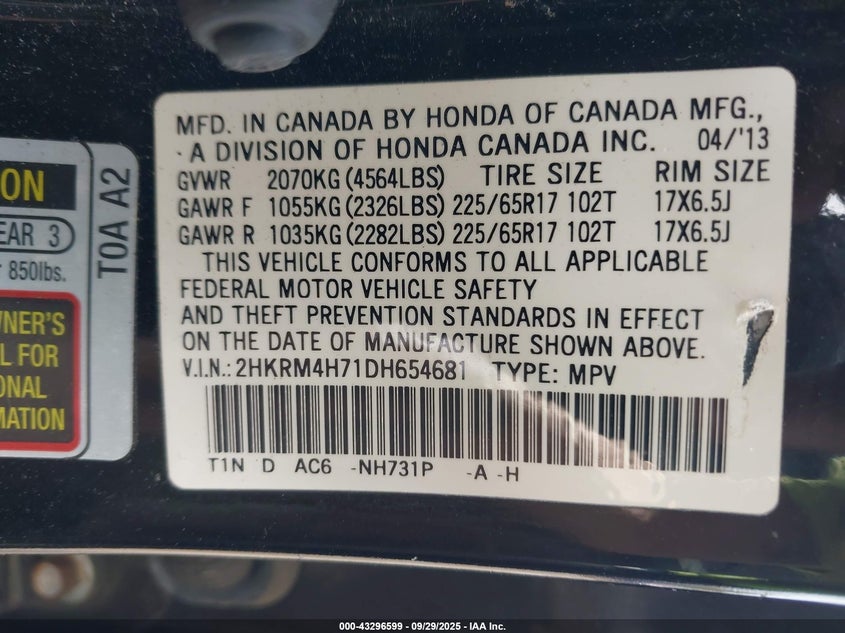 ON
EAR 3
850lbs.
WNER'S
L FOR
ONAL
MATION
TOA A2
MFD. IN CANADA BY HONDA OF CANADA MFG.,
A DIVISION OF HONDA CANADA INC. 04/'13
GVWR 2070KG (4564LBS) TIRE SIZE RIM SIZE
GAWR F 1055KG (2326LBS) 225/65R17 102T 17X6.5J
GAWR R 1035KG (2282LBS) 225/65R17 102T 17X6.5J
THIS VEHICLE CONFORMS TO ALL APPLICABLE
FEDERAL MOTOR VEHICLE SAFETY
AND THEFT PREVENTION STANDARDS IN EFFECT
ON THE DATE OF MANUFACTURE SHOWN ABOVE.
V.I.N.: 2HKRM4H71DH654681 TYPE: MPV
T1N D AC6 -NH731P -A -H
000-43296599 — 09/29/2025 — IAA Inc.